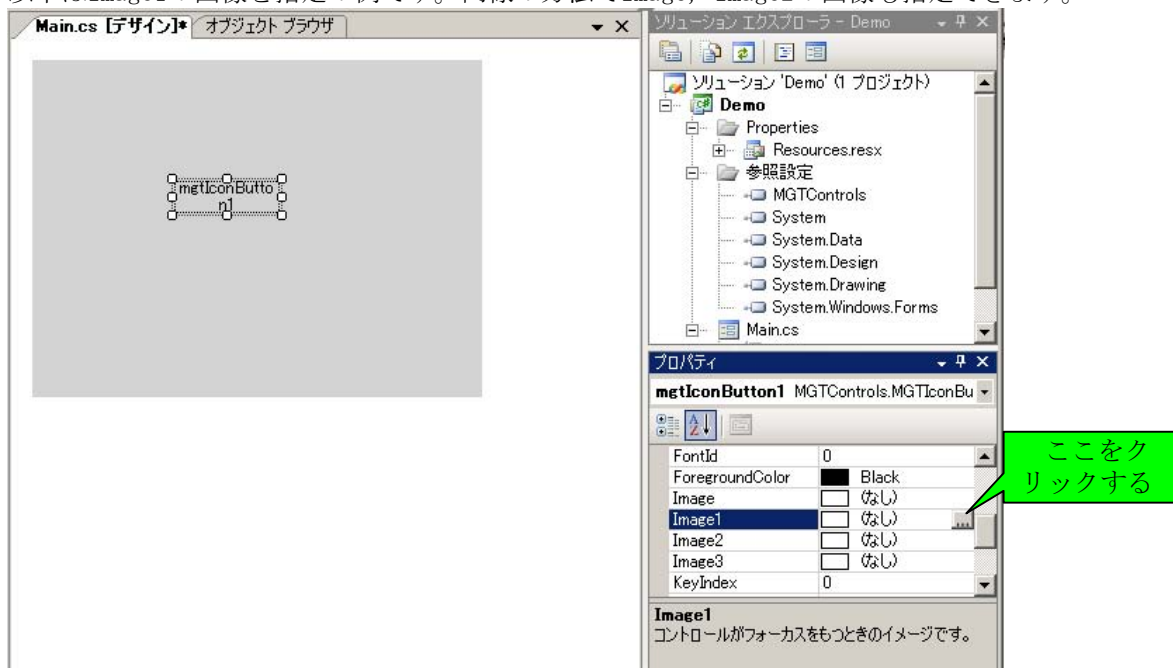 Main.cs [デザイン]* オブジェクト ブラウザ
mgtIconButto
n1
ソリューション エクスプローラ - Demo
ソリューション 'Demo' (1 プロジェクト)
Demo
Properties
Resources.resx
参照設定
MGTControls
System
System.Data
System.Design
System.Drawing
System.Windows.Forms
Main.cs
プロパティ
mgtIconButton1 MGTControls.MGTIconBu
FontId 0
ForegroundColor Black
Image (なし)
Image1 (なし) ...
Image2 (なし)
Image3 (なし)
KeyIndex 0
Image1
コントロールがフォーカスをもつときのイメージです。
ここをク
リックする